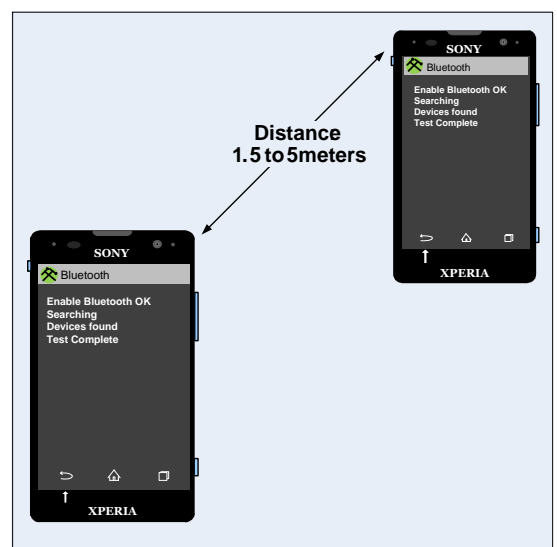 SONY
Bluetooth
Enable Bluetooth OK
Searching
Devices found
Test Complete
XPERIA
Distance
1.5 to 5meters
SONY
Bluetooth
Enable Bluetooth OK
Searching
Devices found
Test Complete
XPERIA